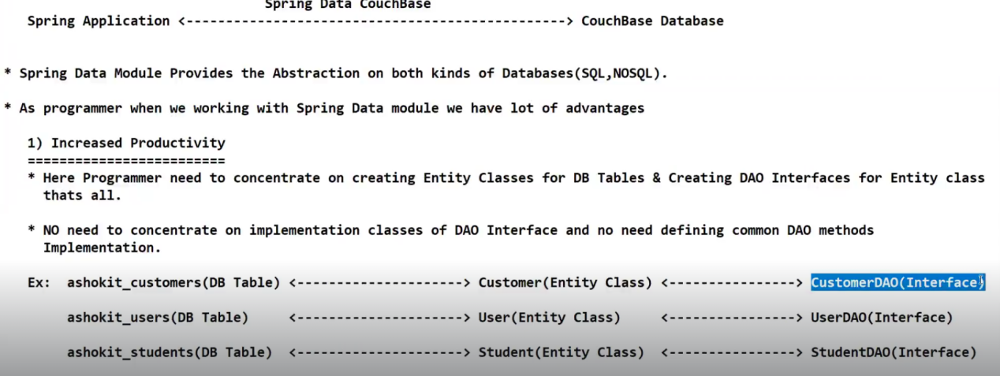 Spring Data CouchBase
Spring Application <------------------------------------------------> CouchBase Database
* Spring Data Module Provides the Abstraction on both kinds of Databases(SQL,NOSQL).
* As programmer when we working with Spring Data module we have lot of advantages
1) Increased Productivity
=========================
* Here Programmer need to concentrate on creating Entity Classes for DB Tables & Creating DAO Interfaces for Entity class
thats all.
* NO need to concentrate on implementation classes of DAO Interface and no need defining common DAO methods
Implementation.
Ex: ashokit_customers(DB Table) <---------------------> Customer(Entity Class) <----------------> CustomerDAO(Interface)
ashokit_users(DB Table) <---------------------> User(Entity Class) <----------------> UserDAO(Interface)
ashokit_students(DB Table) <---------------------> Student(Entity Class) <----------------> StudentDAO(Interface)